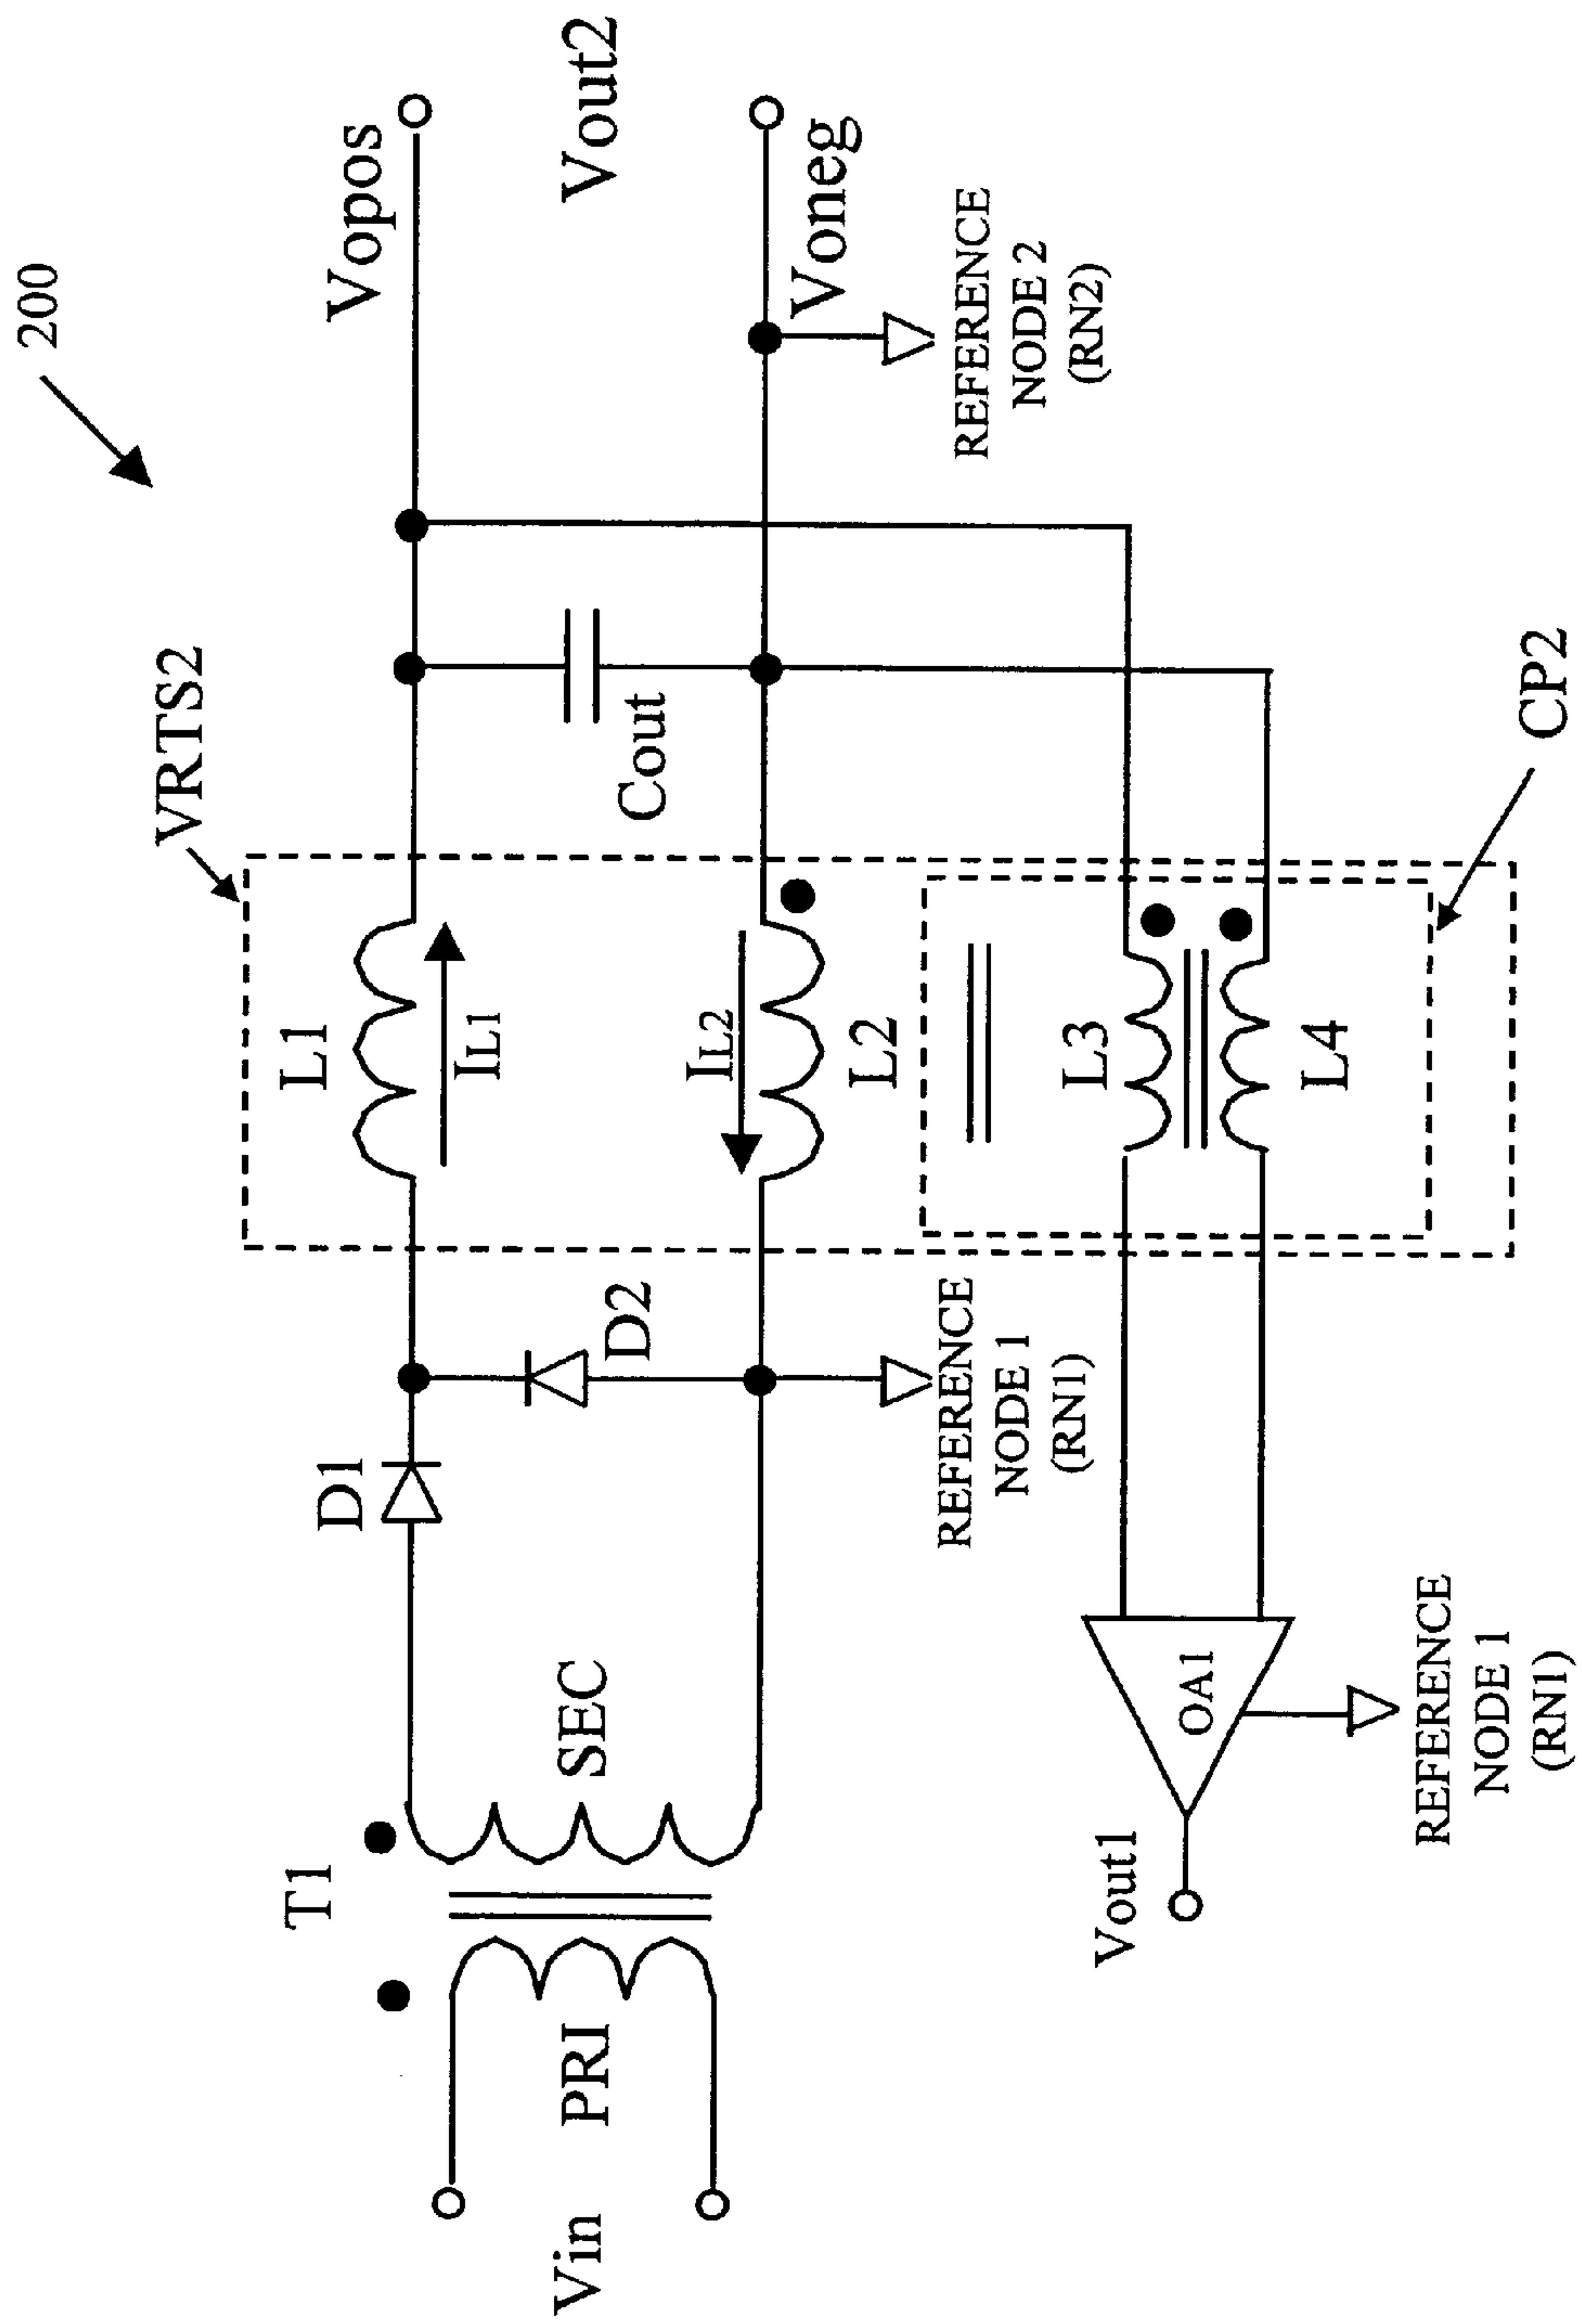 200
VRTS2
Vopos
Vout2
Voneg
REFERENCE
NODE 2
(RN2)
L1
IL1
IL2
L2
Cout
CP2
L3
L4
D1
D2
REFERENCE
NODE 1
(RN1)
T1
SEC
PRI
Vin
OA1
Vout1
REFERENCE
NODE 1
(RN1)